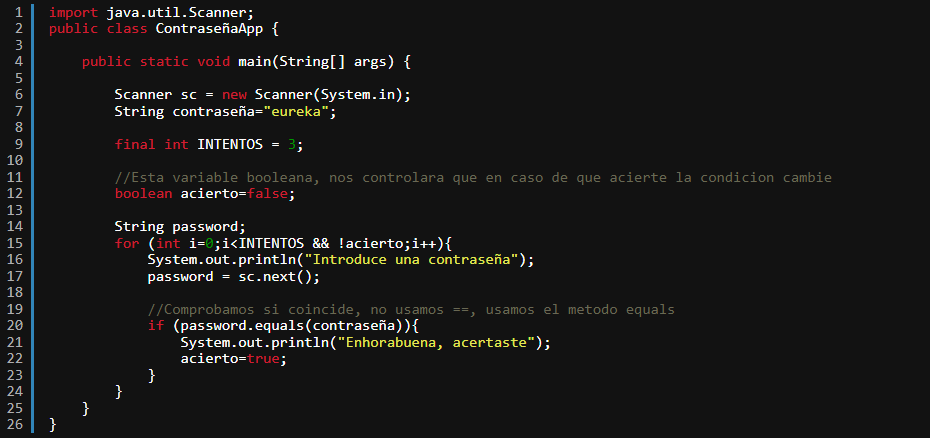 1 import java.util.Scanner;
2 public class ContraseñaApp {
3
4 public static void main(String[] args) {
5
6 Scanner sc = new Scanner(System.in);
7 String contraseña="eureka";
8
9 final int INTENTOS = 3;
10
11 //Esta variable booleana, nos controlara que en caso de que acierte la condicion cambie
12 boolean acierto=false;
13
14 String password;
15 for (int i=0;i<INTENTOS && !acierto;i++){
16 System.out.println("Introduce una contraseña");
17 password = sc.next();
18
19 //Comprobamos si coincide, no usamos ==, usamos el metodo equals
20 if (password.equals(contraseña)){
21 System.out.println("Enhorabuena, acertaste");
22 acierto=true;
23 }
24 }
25 }
26 }